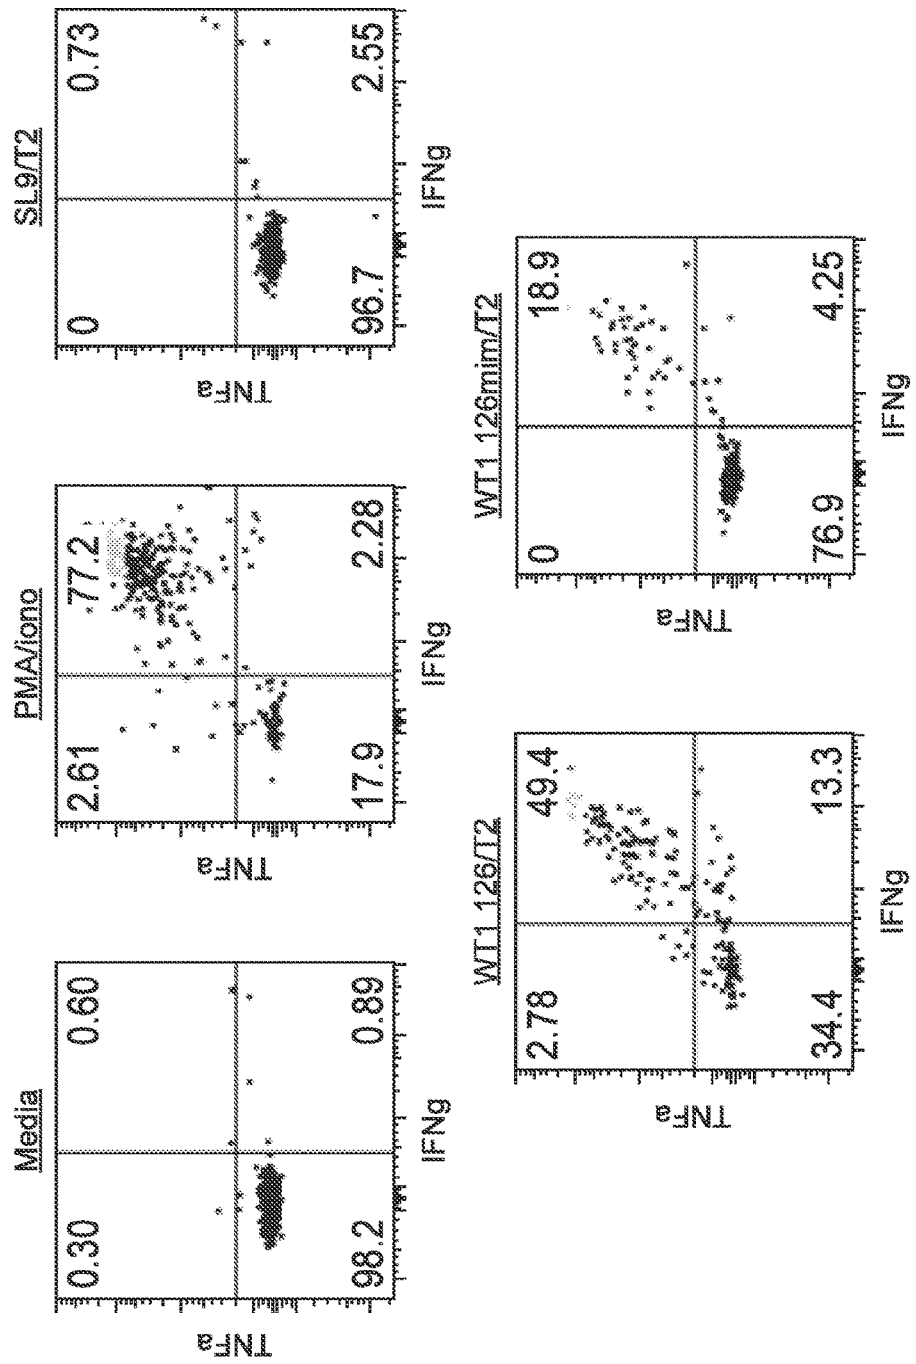 Media
0.30 0.60
98.2 0.89
TNFa
IFNg
PMA/iono
2.61 77.2
17.9 2.28
TNFa
IFNg
SL9/T2
0 0.73
96.7 2.55
TNFa
IFNg
WT1 126/T2
2.78 49.4
34.4 13.3
TNFa
IFNg
WT1 126mim/T2
0 18.9
76.9 4.25
TNFa
IFNg